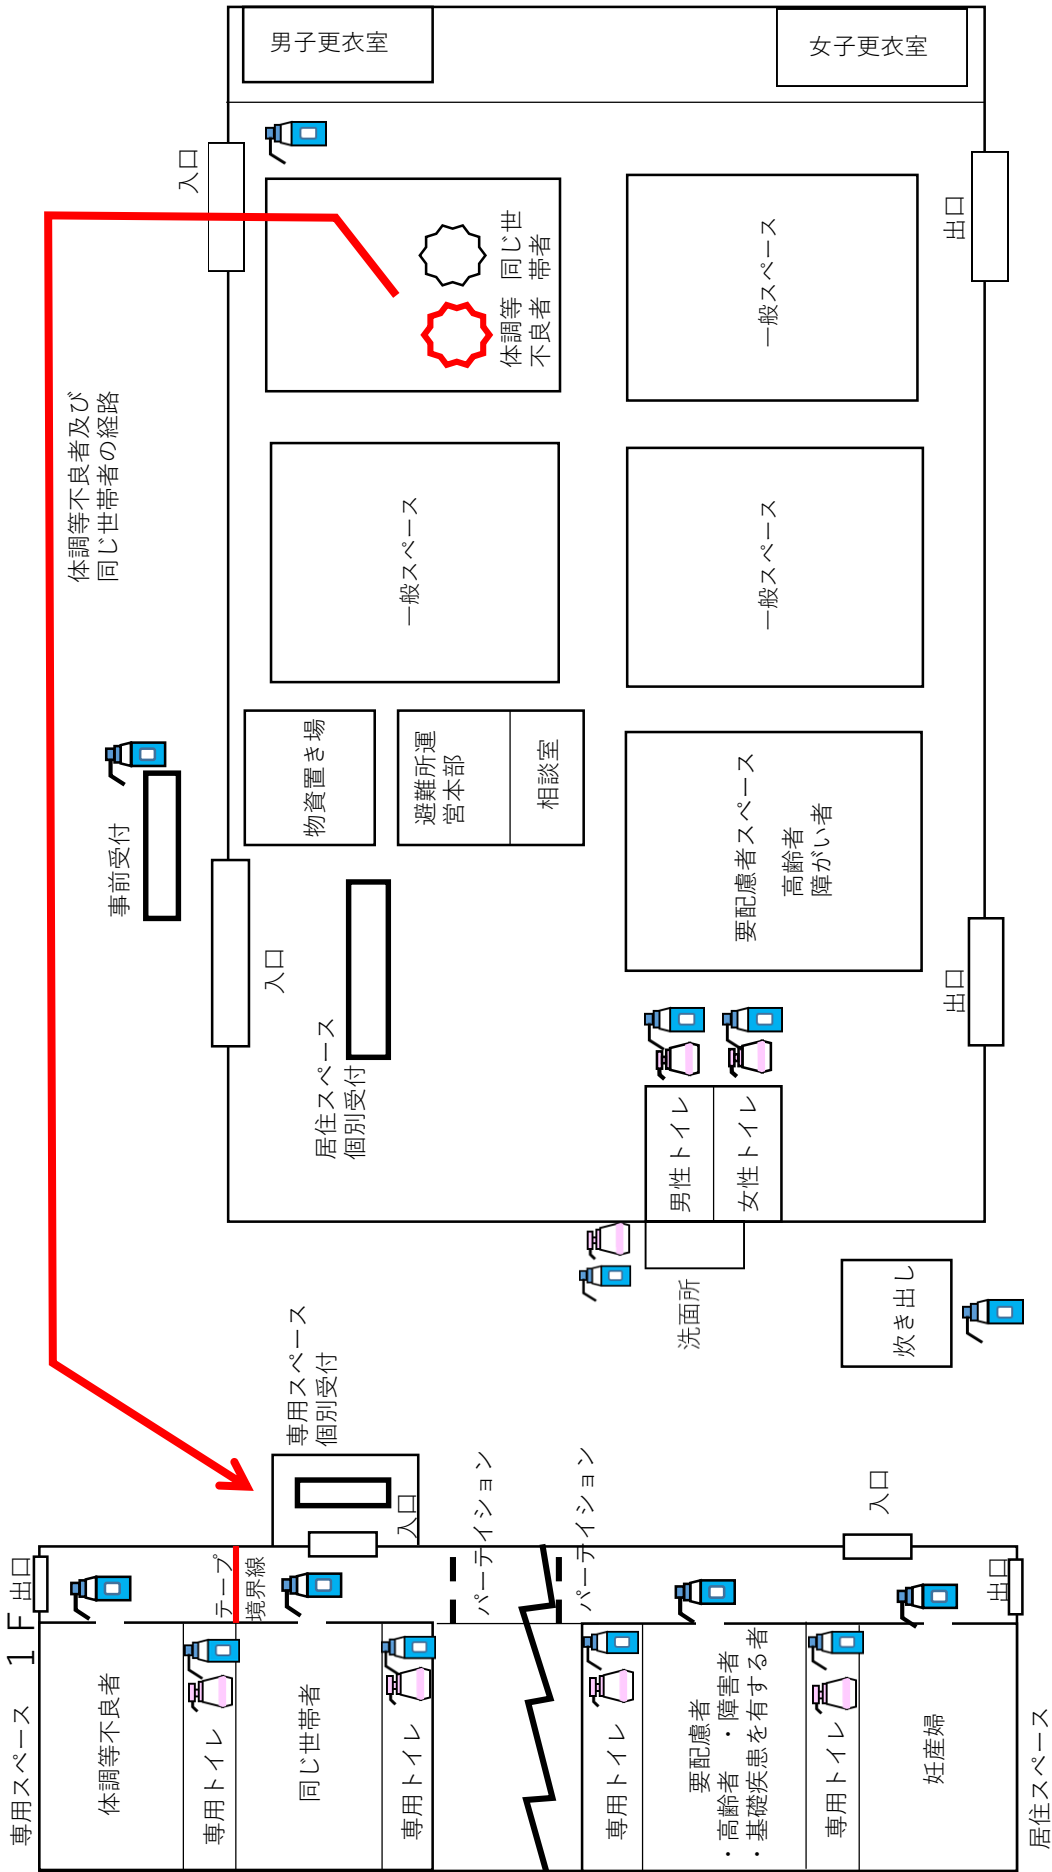 男子更衣室
女子更衣室
入口
出口
同じ世
帯者
体調等
不良者
一般スペース
体調等不良者及び
同じ世帯者の経路
一般スペース
一般スペース
物資置き場
避難所運
営本部
相談室
事前受付
要配慮者スペース
高齢者
障がい者
入口
出口
居住スペース
個別受付
男性トイレ
女性トイレ
洗面所
炊き出し
専用スペース
個別受付
入口
パーテイション
パーテイション
入口
専用スペース　１Ｆ
出口
テープ
境界線
出口
体調等不良者
専用トイレ
同じ世帯者
専用トイレ
専用トイレ
要配慮者
・高齢者　・障害者
・基礎疾患を有する者
専用トイレ
妊産婦
居住スペース